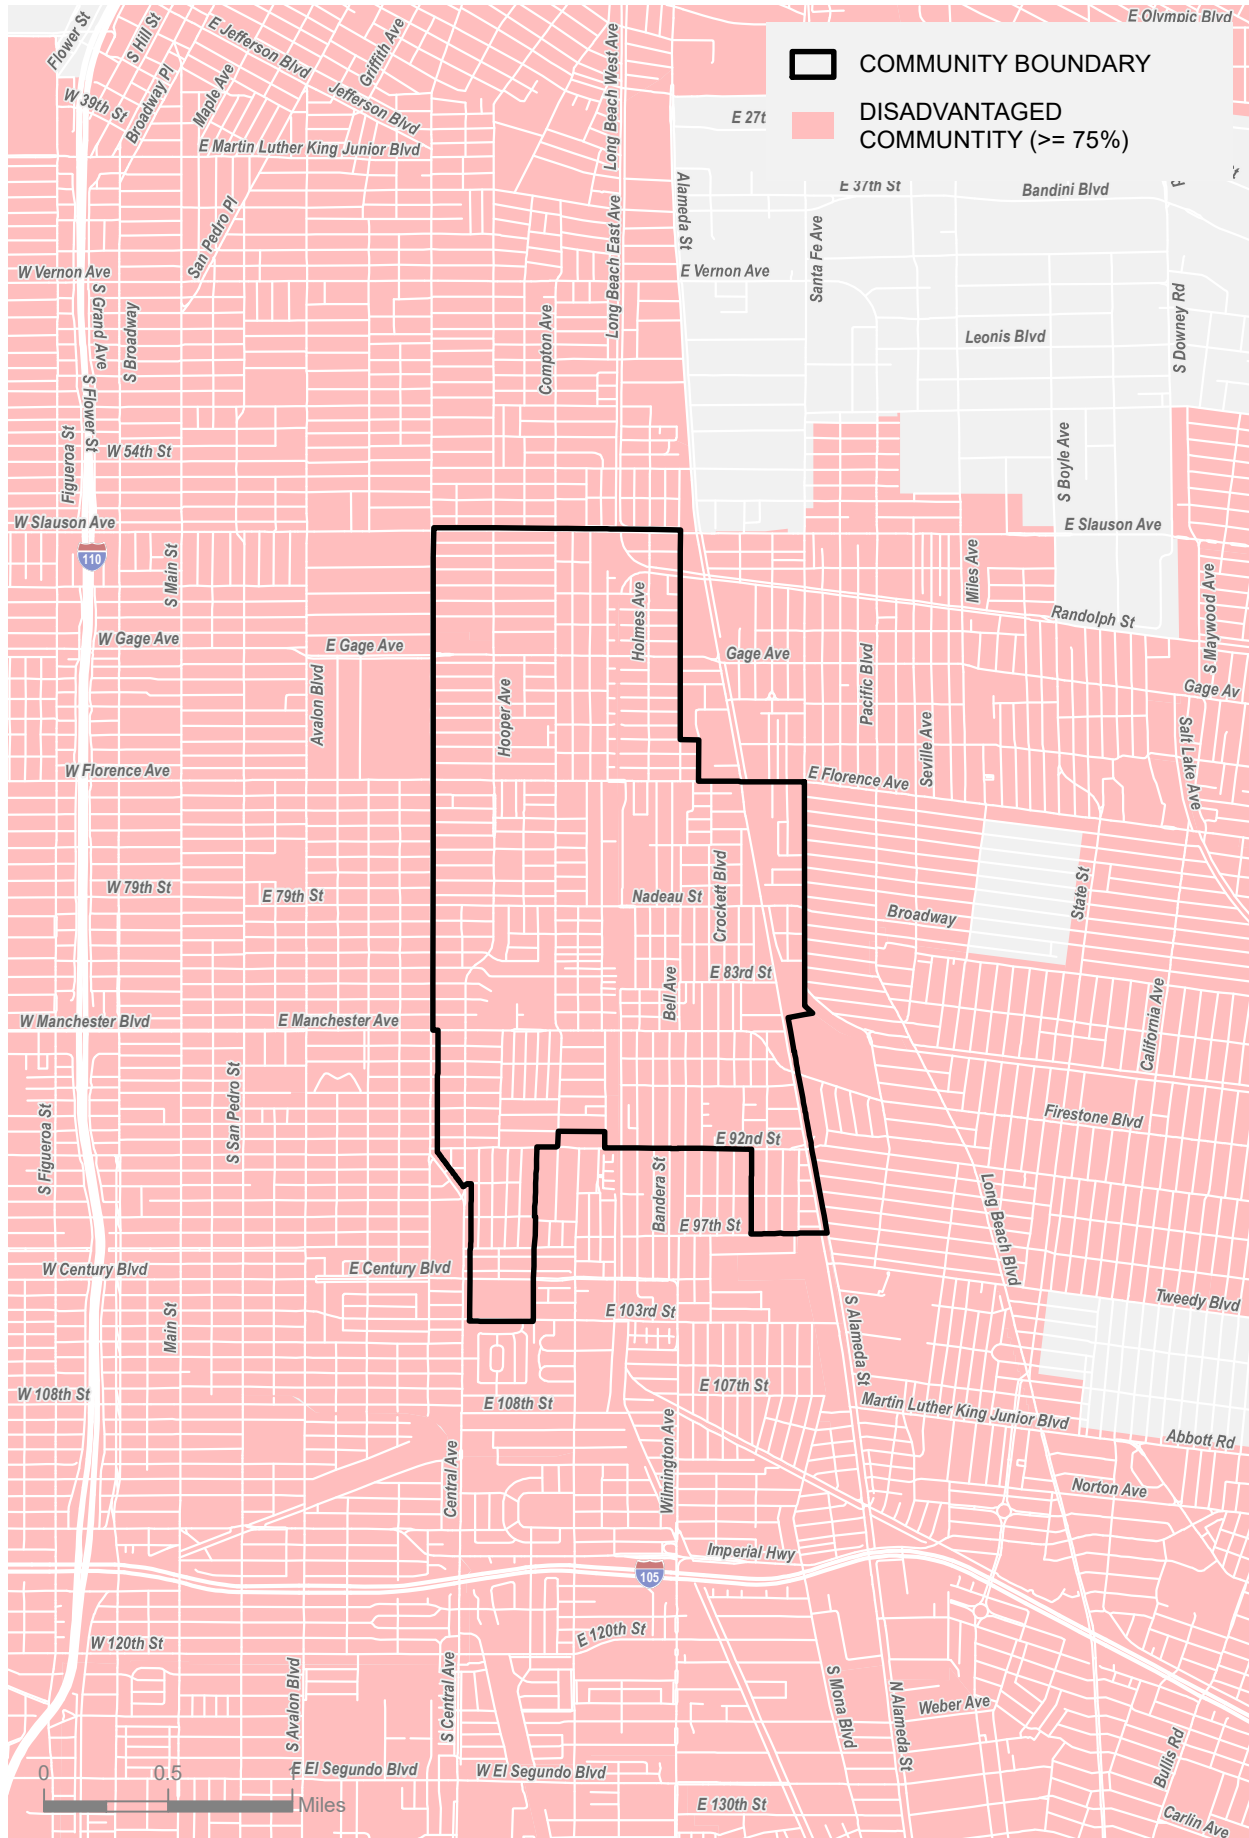 E Olympic Blvd
Flower St
S Hill St
E Jefferson Blvd
Griffith Ave
Long Beach West Ave
COMMUNITY BOUNDARY
W 39th St
Broadway Pl
Maple Ave
Jefferson Blvd
E 27t
DISADVANTAGED
COMMUNTITY (>= 75%)
E Martin Luther King Junior Blvd
Alameda St
E 37th St
Bandini Blvd
San Pedro Pl
Long Beach East Ave
Santa Fe Ave
W Vernon Ave
E Vernon Ave
S Grand Ave
S Broadway
Compton Ave
Leonis Blvd
S Downey Rd
S Flower St
Figueroa St
W 54th St
S Boyle Ave
W Slauson Ave
E Slauson Ave
110
S Main St
Holmes Ave
Miles Ave
S Maywood Ave
Randolph St
W Gage Ave
E Gage Ave
Gage Ave
Avalon Blvd
Hooper Ave
Pacific Blvd
Gage Av
Seville Ave
Salt Lake Ave
W Florence Ave
E Florence Ave
W 79th St
E 79th St
Nadeau St
Crockett Blvd
Broadway
State St
E 83rd St
Bell Ave
W Manchester Blvd
E Manchester Ave
California Ave
S Figueroa St
S San Pedro St
Firestone Blvd
E 92nd St
Bandera St
E 97th St
Long Beach Blvd
W Century Blvd
E Century Blvd
Main St
E 103rd St
S Alameda St
Tweedy Blvd
W 108th St
E 108th St
E 107th St
Martin Luther King Junior Blvd
Abbott Rd
Central Ave
Wilmington Ave
Norton Ave
Imperial Hwy
105
W 120th St
E 120th St
S Avalon Blvd
S Central Ave
S Mona Blvd
N Alameda St
Weber Ave
Bullis Rd
E El Segundo Blvd
W El Segundo Blvd
0 0.5 1
Miles
E 130th St
Carlin Ave